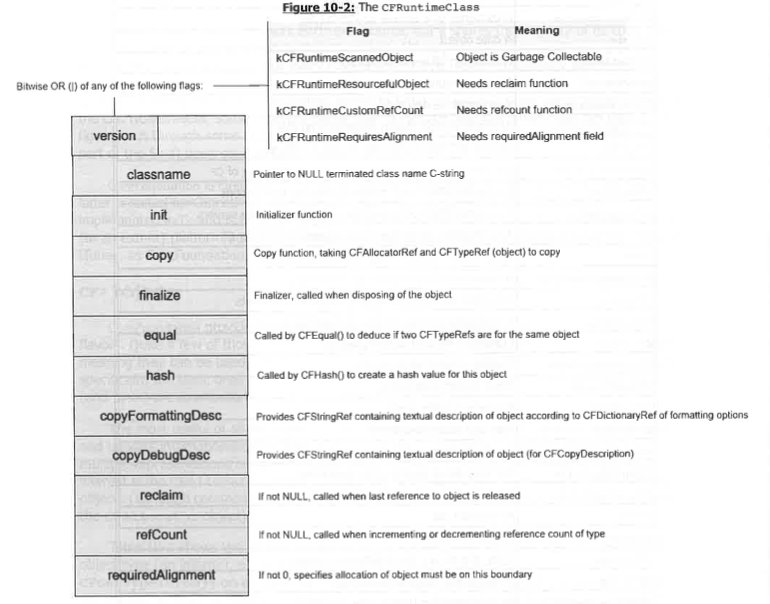 Figure 10-2: The CFRuntimeClass
Flag Meaning
kCFRuntimeScannedObject Object is Garbage Collectable
Bitwise OR (|) of any of the following flags: kCFRuntimeResourcefulObject Needs reclaim function
kCFRuntimeCustomRefCount Needs refcount function
kCFRuntimeRequiresAlignment Needs requiredAlignment field
version
classname Pointer to NULL terminated class name C-string
init Initializer function
copy Copy function, taking CFAllocatorRef and CFTypeRef (object) to copy
finalize Finalizer, called when disposing of the object
equal Called by CFEqual() to deduce if two CFTypeRefs are for the same object
hash Called by CFHash() to create a hash value for this object
copyFormattingDesc Provides CFStringRef containing textual description of object according to CFDictionaryRef of formatting options
copyDebugDesc Provides CFStringRef containing textual description of object (for CFCopyDescription)
reclaim If not NULL, called when last reference to object is released
refCount If not NULL, called when incrementing or decrementing reference count of type
requiredAlignment If not 0, specifies allocation of object must be on this boundary